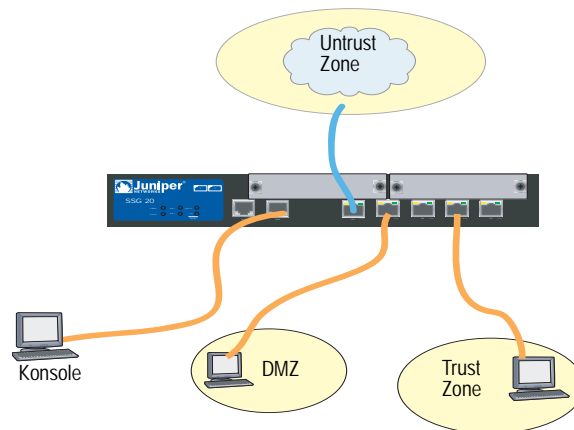 Untrust
Zone
Juniper
NETWORKS
SSG 20
Konsole
DMZ
Trust
Zone